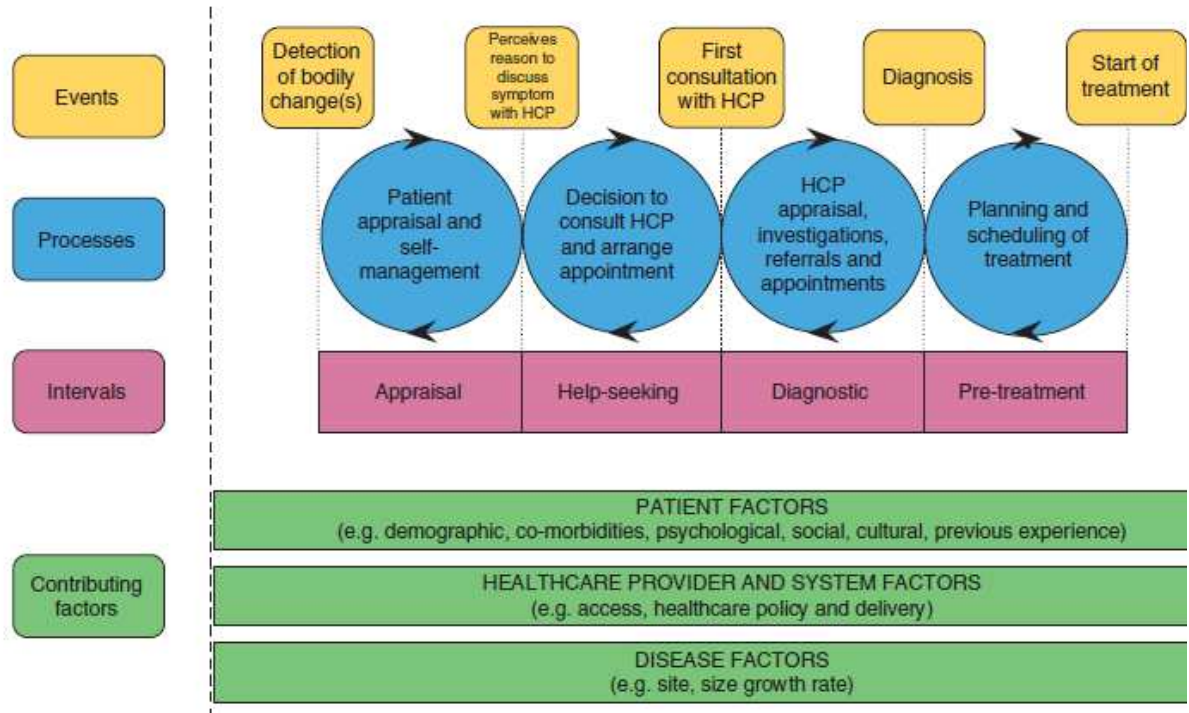 Events
Detection
of bodily
change(s)
Perceives
reason to
discuss
symptom
with HCP
First
consultation
with HCP
Diagnosis
Start of
treatment
Processes
Patient
appraisal and
self-
management
Decision to
consult HCP
and arrange
appointment
HCP
appraisal,
investigations,
referrals and
appointments
Planning and
scheduling of
treatment
Intervals
Appraisal
Help-seeking
Diagnostic
Pre-treatment
Contributing
factors
PATIENT FACTORS
(e.g. demographic, co-morbidities, psychological, social, cultural, previous experience)
HEALTHCARE PROVIDER AND SYSTEM FACTORS
(e.g. access, healthcare policy and delivery)
DISEASE FACTORS
(e.g. site, size growth rate)